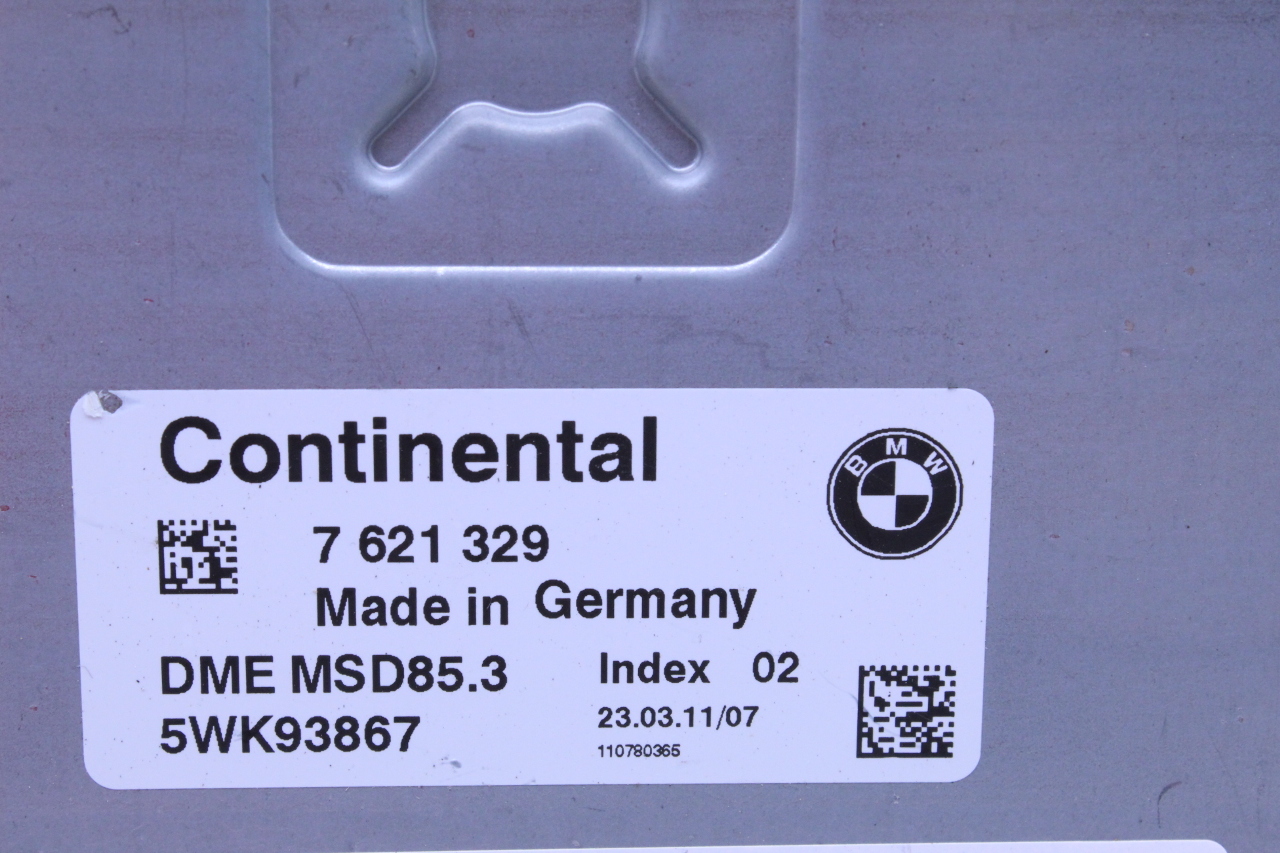 Continental
BMW
7 621 329
Made in Germany
DME MSD85.3
Index 02
5WK93867
23.03.11/07
110780365